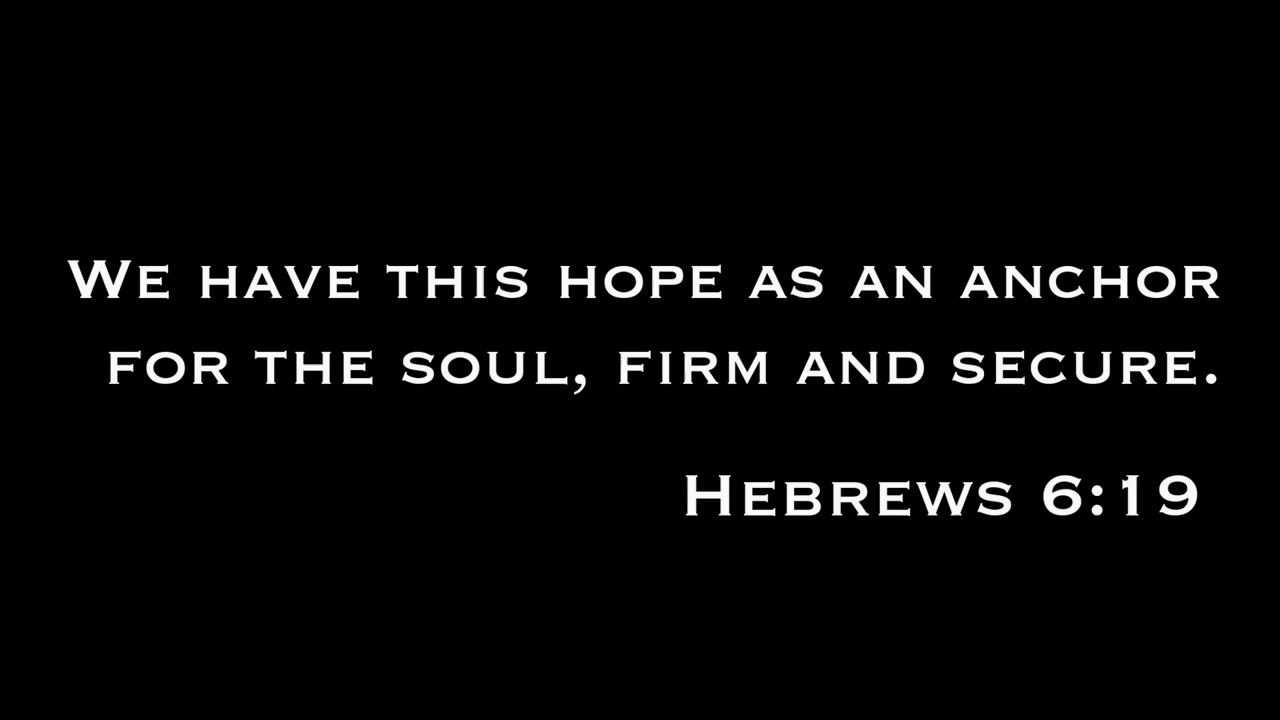 We have this hope as an anchor
for the soul, firm and secure.
Hebrews 6:19